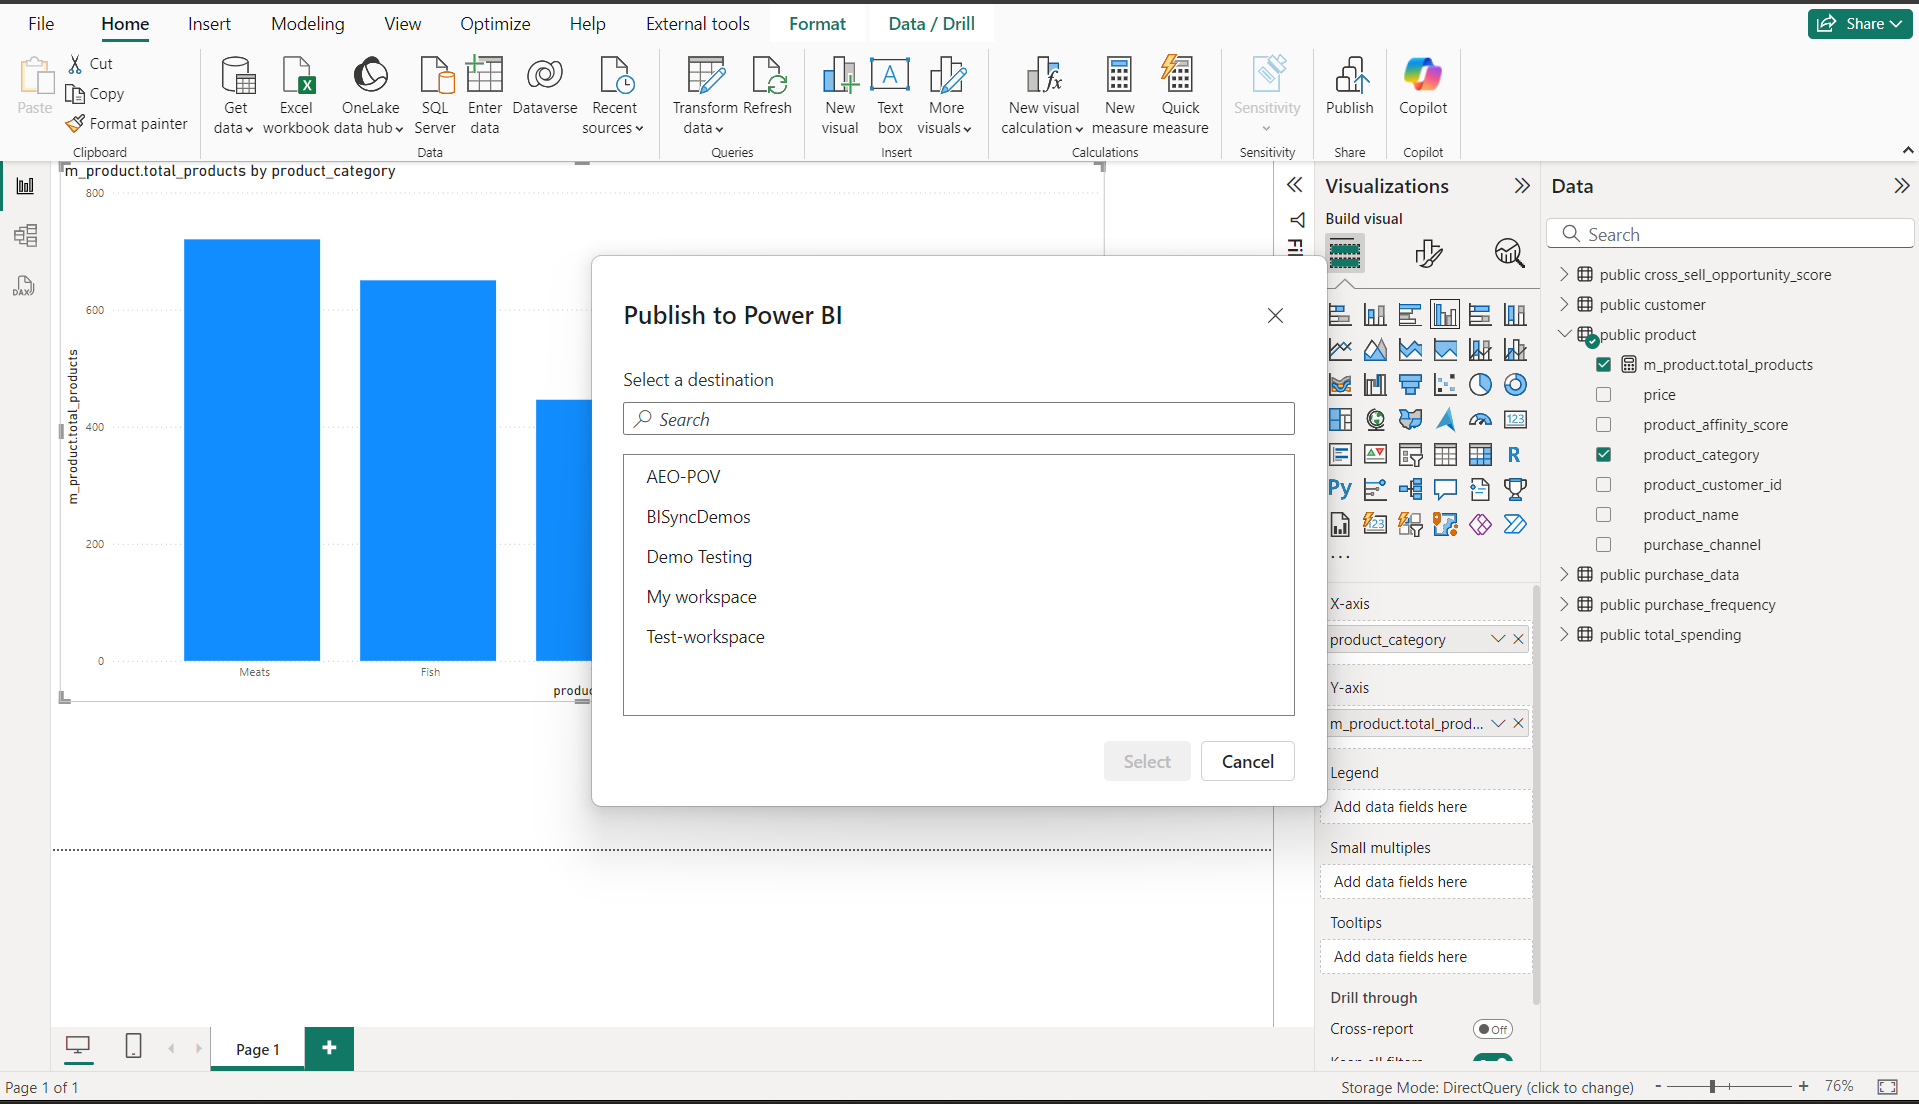 File Home Insert Modeling View Optimize Help External tools Format Data / Drill Share
Paste
Cut
Copy
Format painter
Clipboard
Get data
Excel workbook
OneLake data hub
SQL Server
Enter data
Dataverse
Recent sources
Data
Transform data
Refresh
Queries
New visual
Text box
More visuals
Insert
New visual calculation
New measure
Quick measure
Calculations
Sensitivity
Sensitivity
Publish
Share
Copilot
Copilot
m_product.total_products by product_category
m_product.total_products
800
600
400
200
0
Meats
Fish
Publish to Power BI
Select a destination
Search
AEO-POV
BISyncDemos
Demo Testing
My workspace
Test-workspace
Select
Cancel
Visualizations
Build visual
123
R
Py
123
X-axis
product_category
Y-axis
m_product.total_prod...
Legend
Add data fields here
Small multiples
Add data fields here
Tooltips
Add data fields here
Drill through
Cross-report
Off
Data
Search
public cross_sell_opportunity_score
public customer
public product
m_product.total_products
price
product_affinity_score
product_category
product_customer_id
product_name
purchase_channel
public purchase_data
public purchase_frequency
public total_spending
DAX
Page 1
Page 1 of 1
Storage Mode: DirectQuery (click to change)
76%